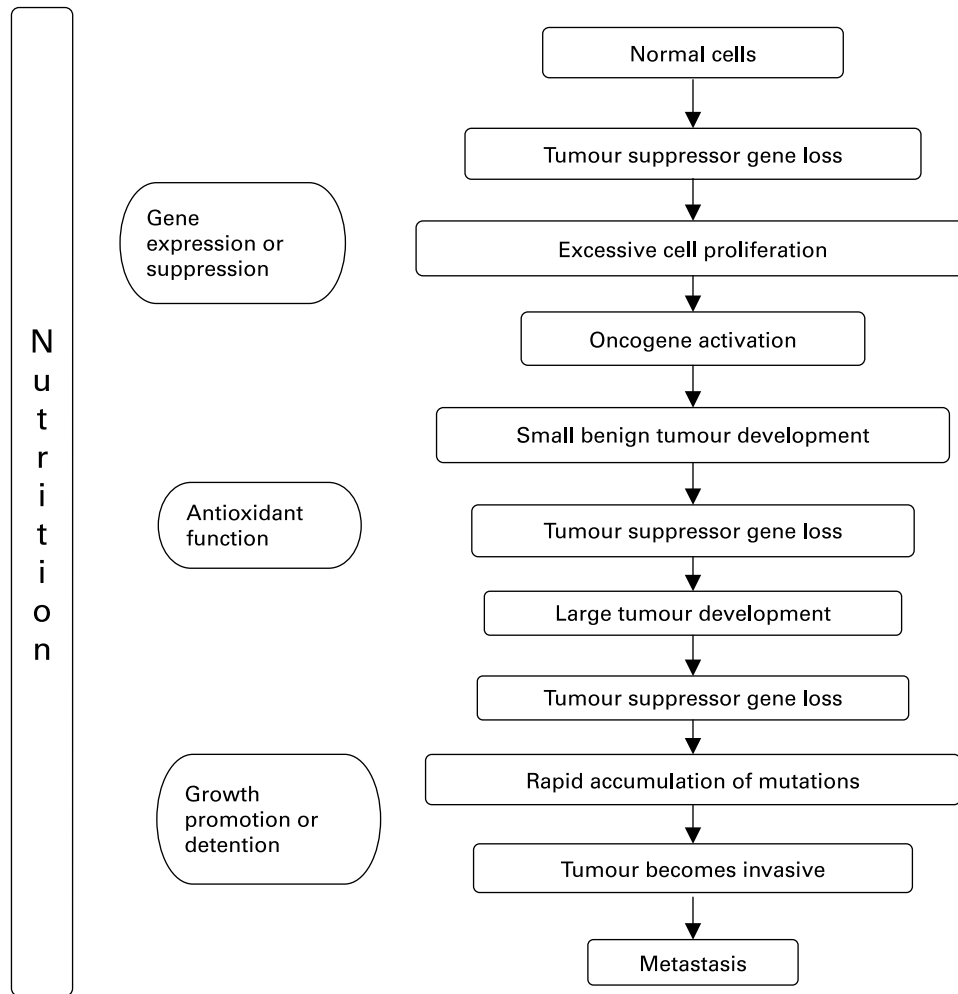 Nutrition
Normal cells
Tumour suppressor gene loss
Gene
expression or
suppression
Excessive cell proliferation
Oncogene activation
Small benign tumour development
Antioxidant
function
Tumour suppressor gene loss
Large tumour development
Tumour suppressor gene loss
Growth
promotion or
detention
Rapid accumulation of mutations
Tumour becomes invasive
Metastasis